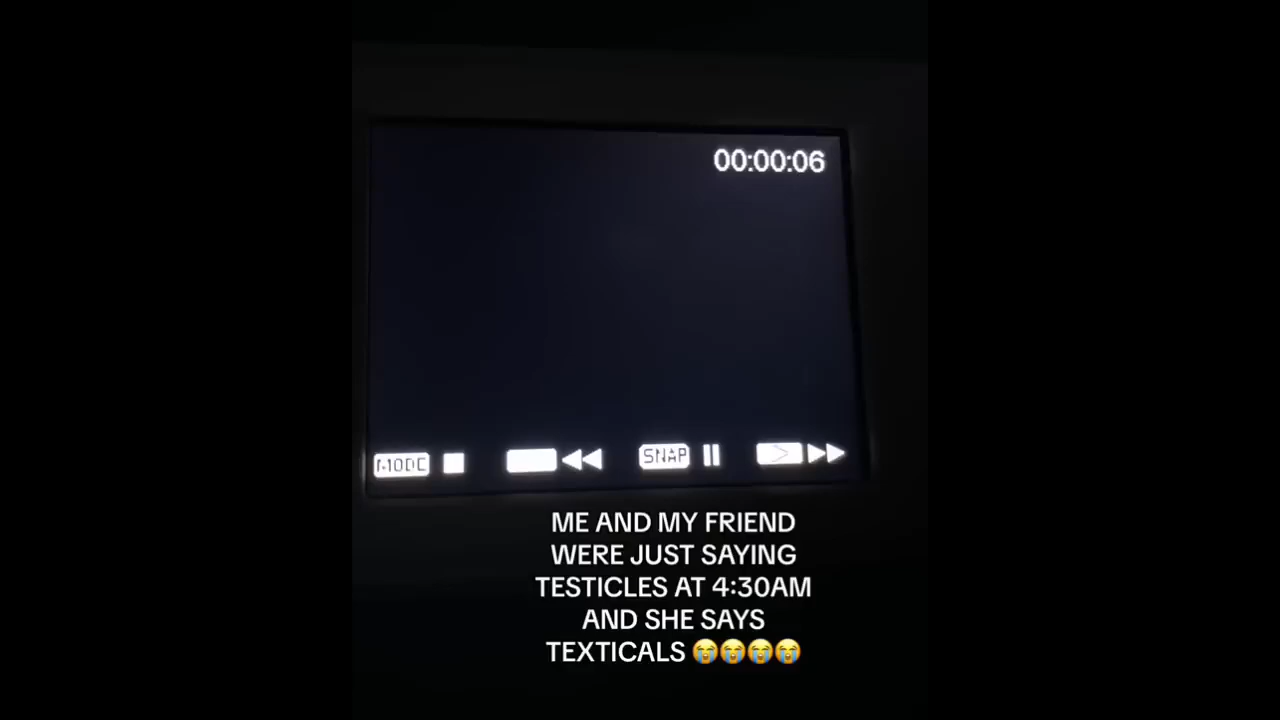 00:00:06
MODE SNAP
ME AND MY FRIEND
WERE JUST SAYING
TESTICLES AT 4:30AM
AND SHE SAYS
TEXTICALS 😭😭😭😭